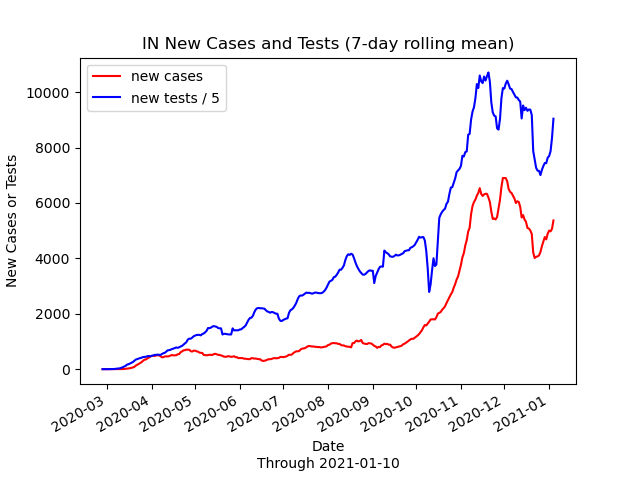 IN New Cases and Tests (7-day rolling mean)
new cases
new tests / 5
10000
8000
6000
4000
2000
0
New Cases or Tests
2020-03
2020-04
2020-05
2020-06
2020-07
2020-08
2020-09
2020-10
2020-11
2020-12
2021-01
Date
Through 2021-01-10